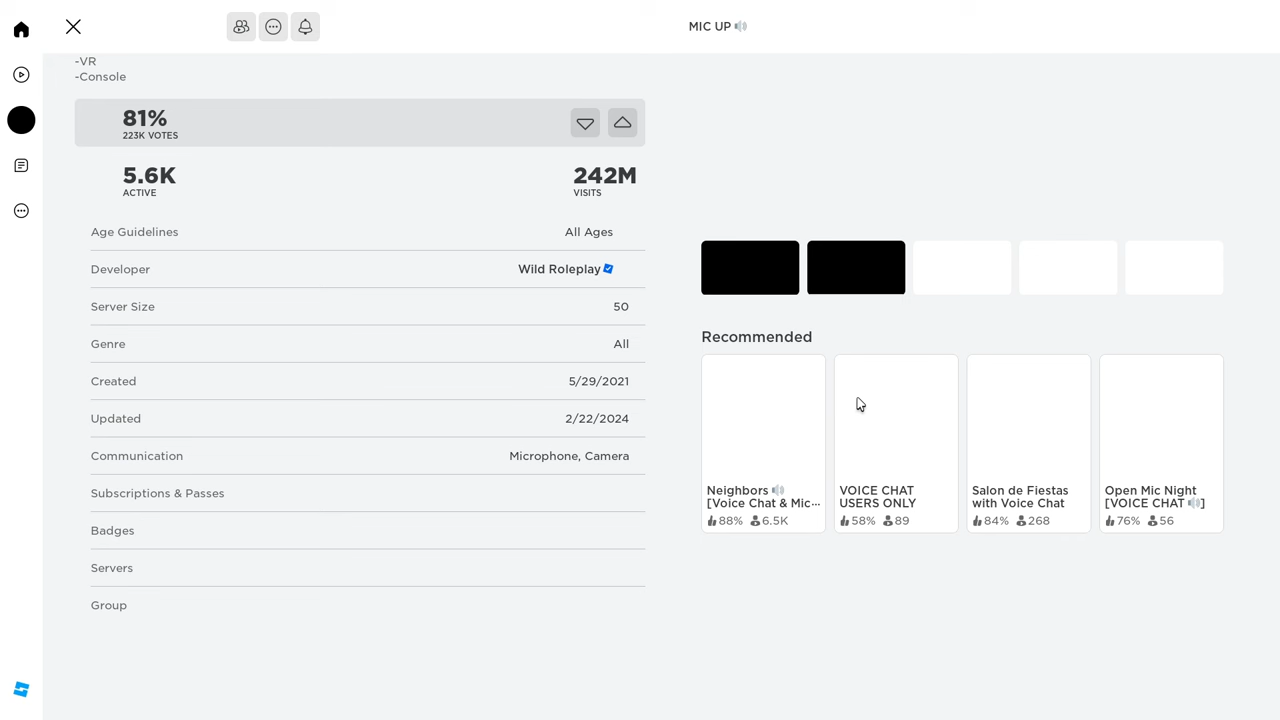 MIC UP 🔊
-VR
-Console
81%
223K VOTES
5.6K
ACTIVE
242M
VISITS
Age Guidelines All Ages
Developer Wild Roleplay
Server Size 50
Genre All
Created 5/29/2021
Updated 2/22/2024
Communication Microphone, Camera
Subscriptions & Passes
Badges
Servers
Group
Recommended
Neighbors 🔊
[Voice Chat & Mic...
88% 6.5K
VOICE CHAT
USERS ONLY
58% 89
Salon de Fiestas
with Voice Chat
84% 268
Open Mic Night
[VOICE CHAT 🔊]
76% 56